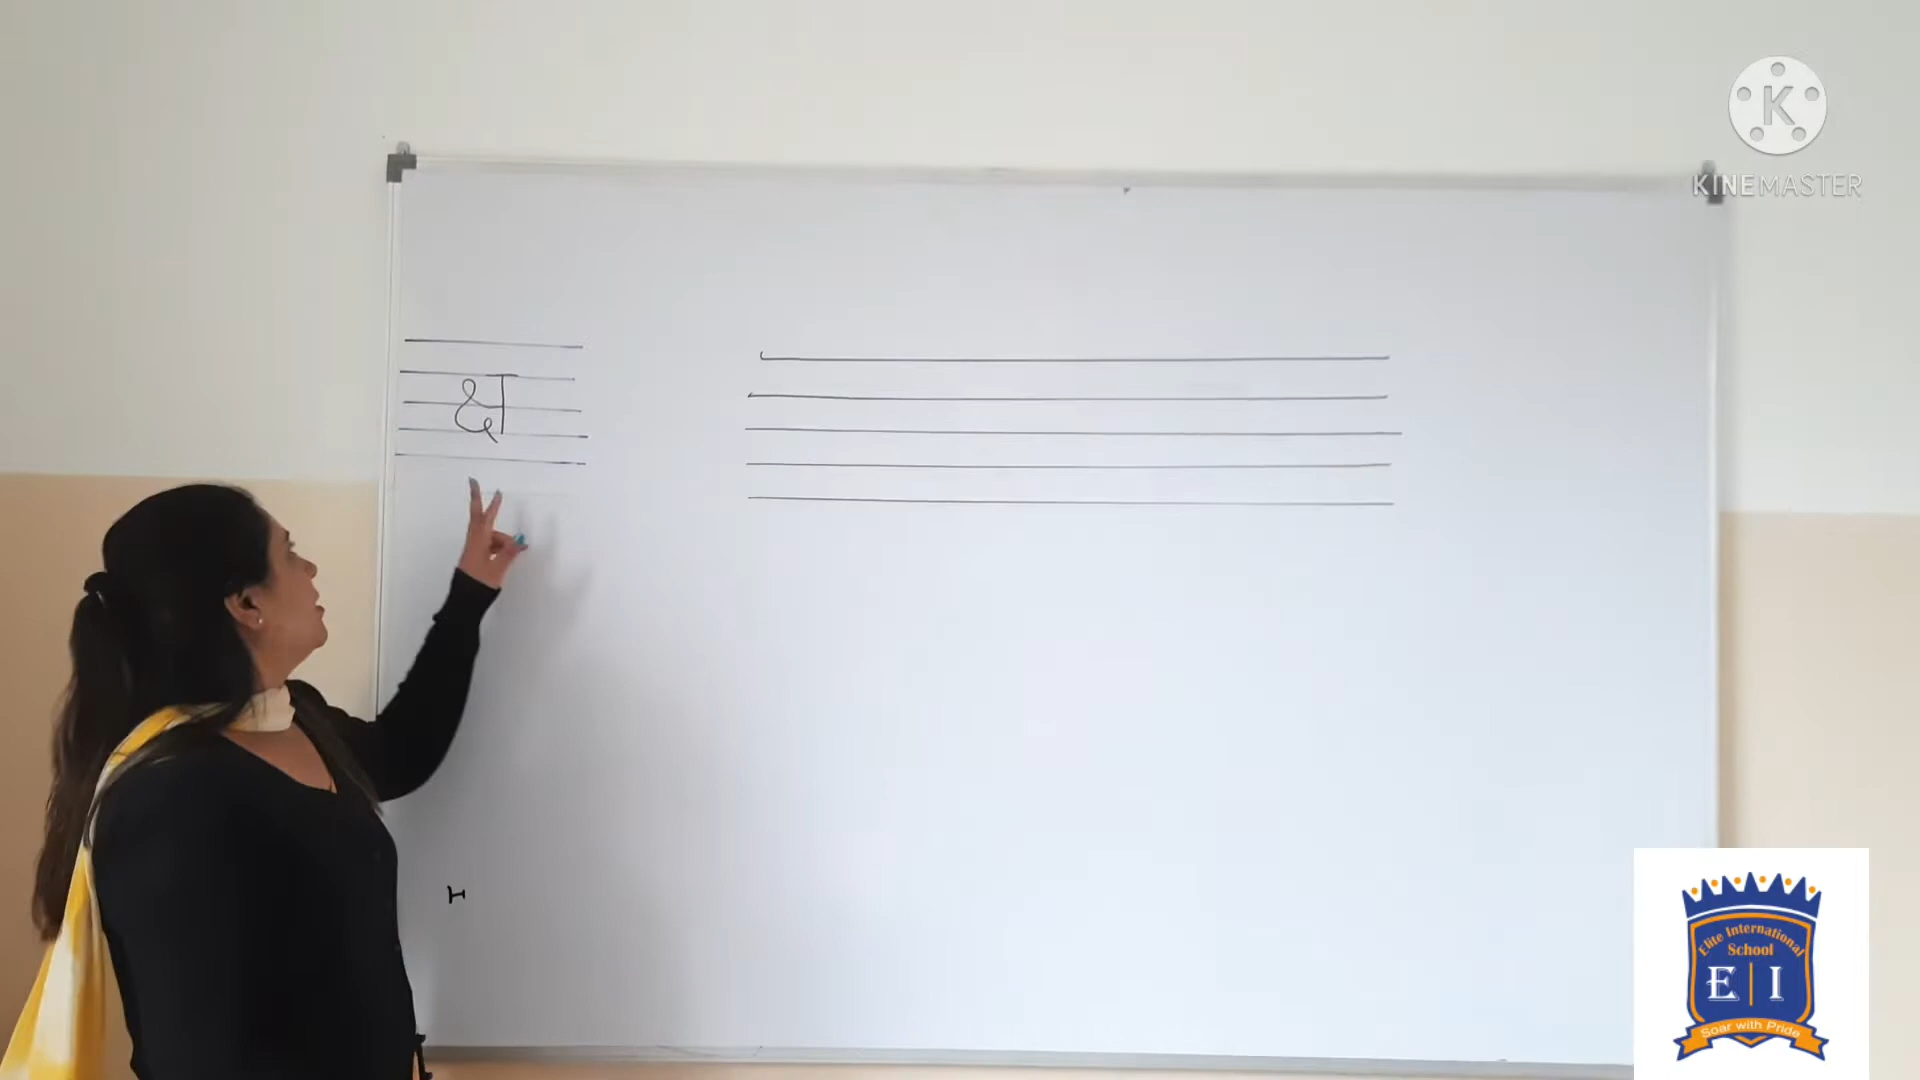 K
KINEMASTER
क्ष
Elite International
School
E I
Soar with Pride